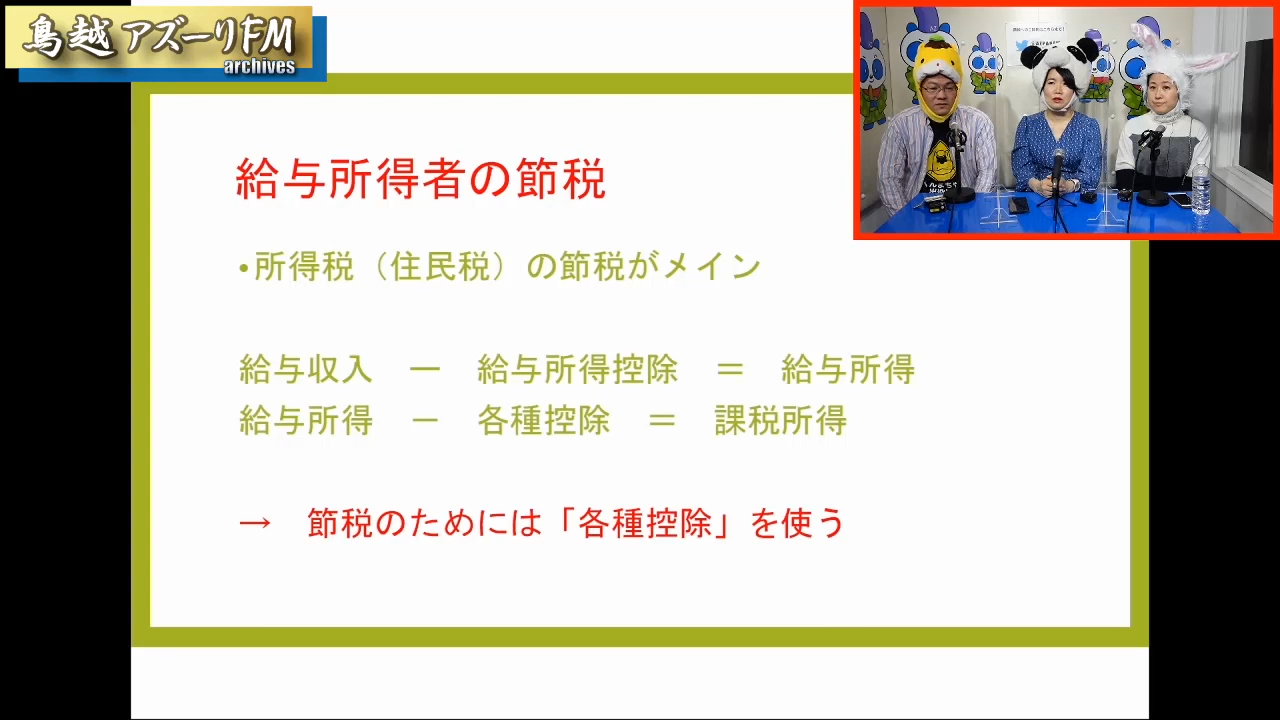 鳥越アズーりFM
archives
給与所得者の節税
•所得税（住民税）の節税がメイン
給与収入　ー　給与所得控除　＝　給与所得
給与所得　－　各種控除　＝　課税所得
→　節税のためには「各種控除」を使う